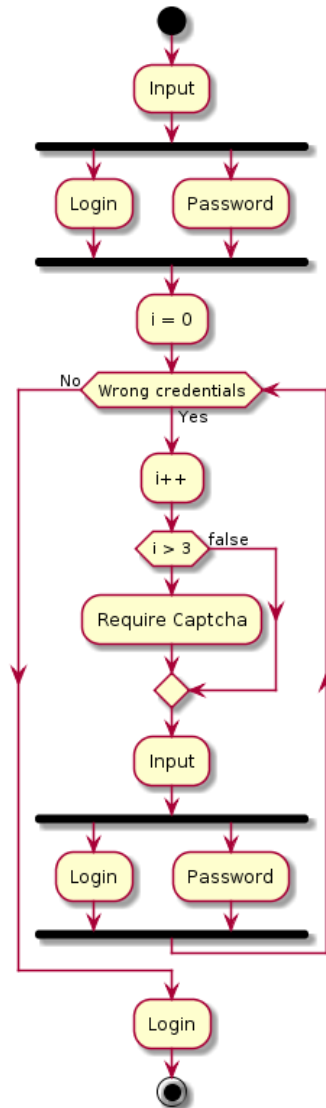 Input
Login
Password
i = 0
No
Wrong credentials
Yes
i++
i > 3
false
Require Captcha
Input
Login
Password
Login